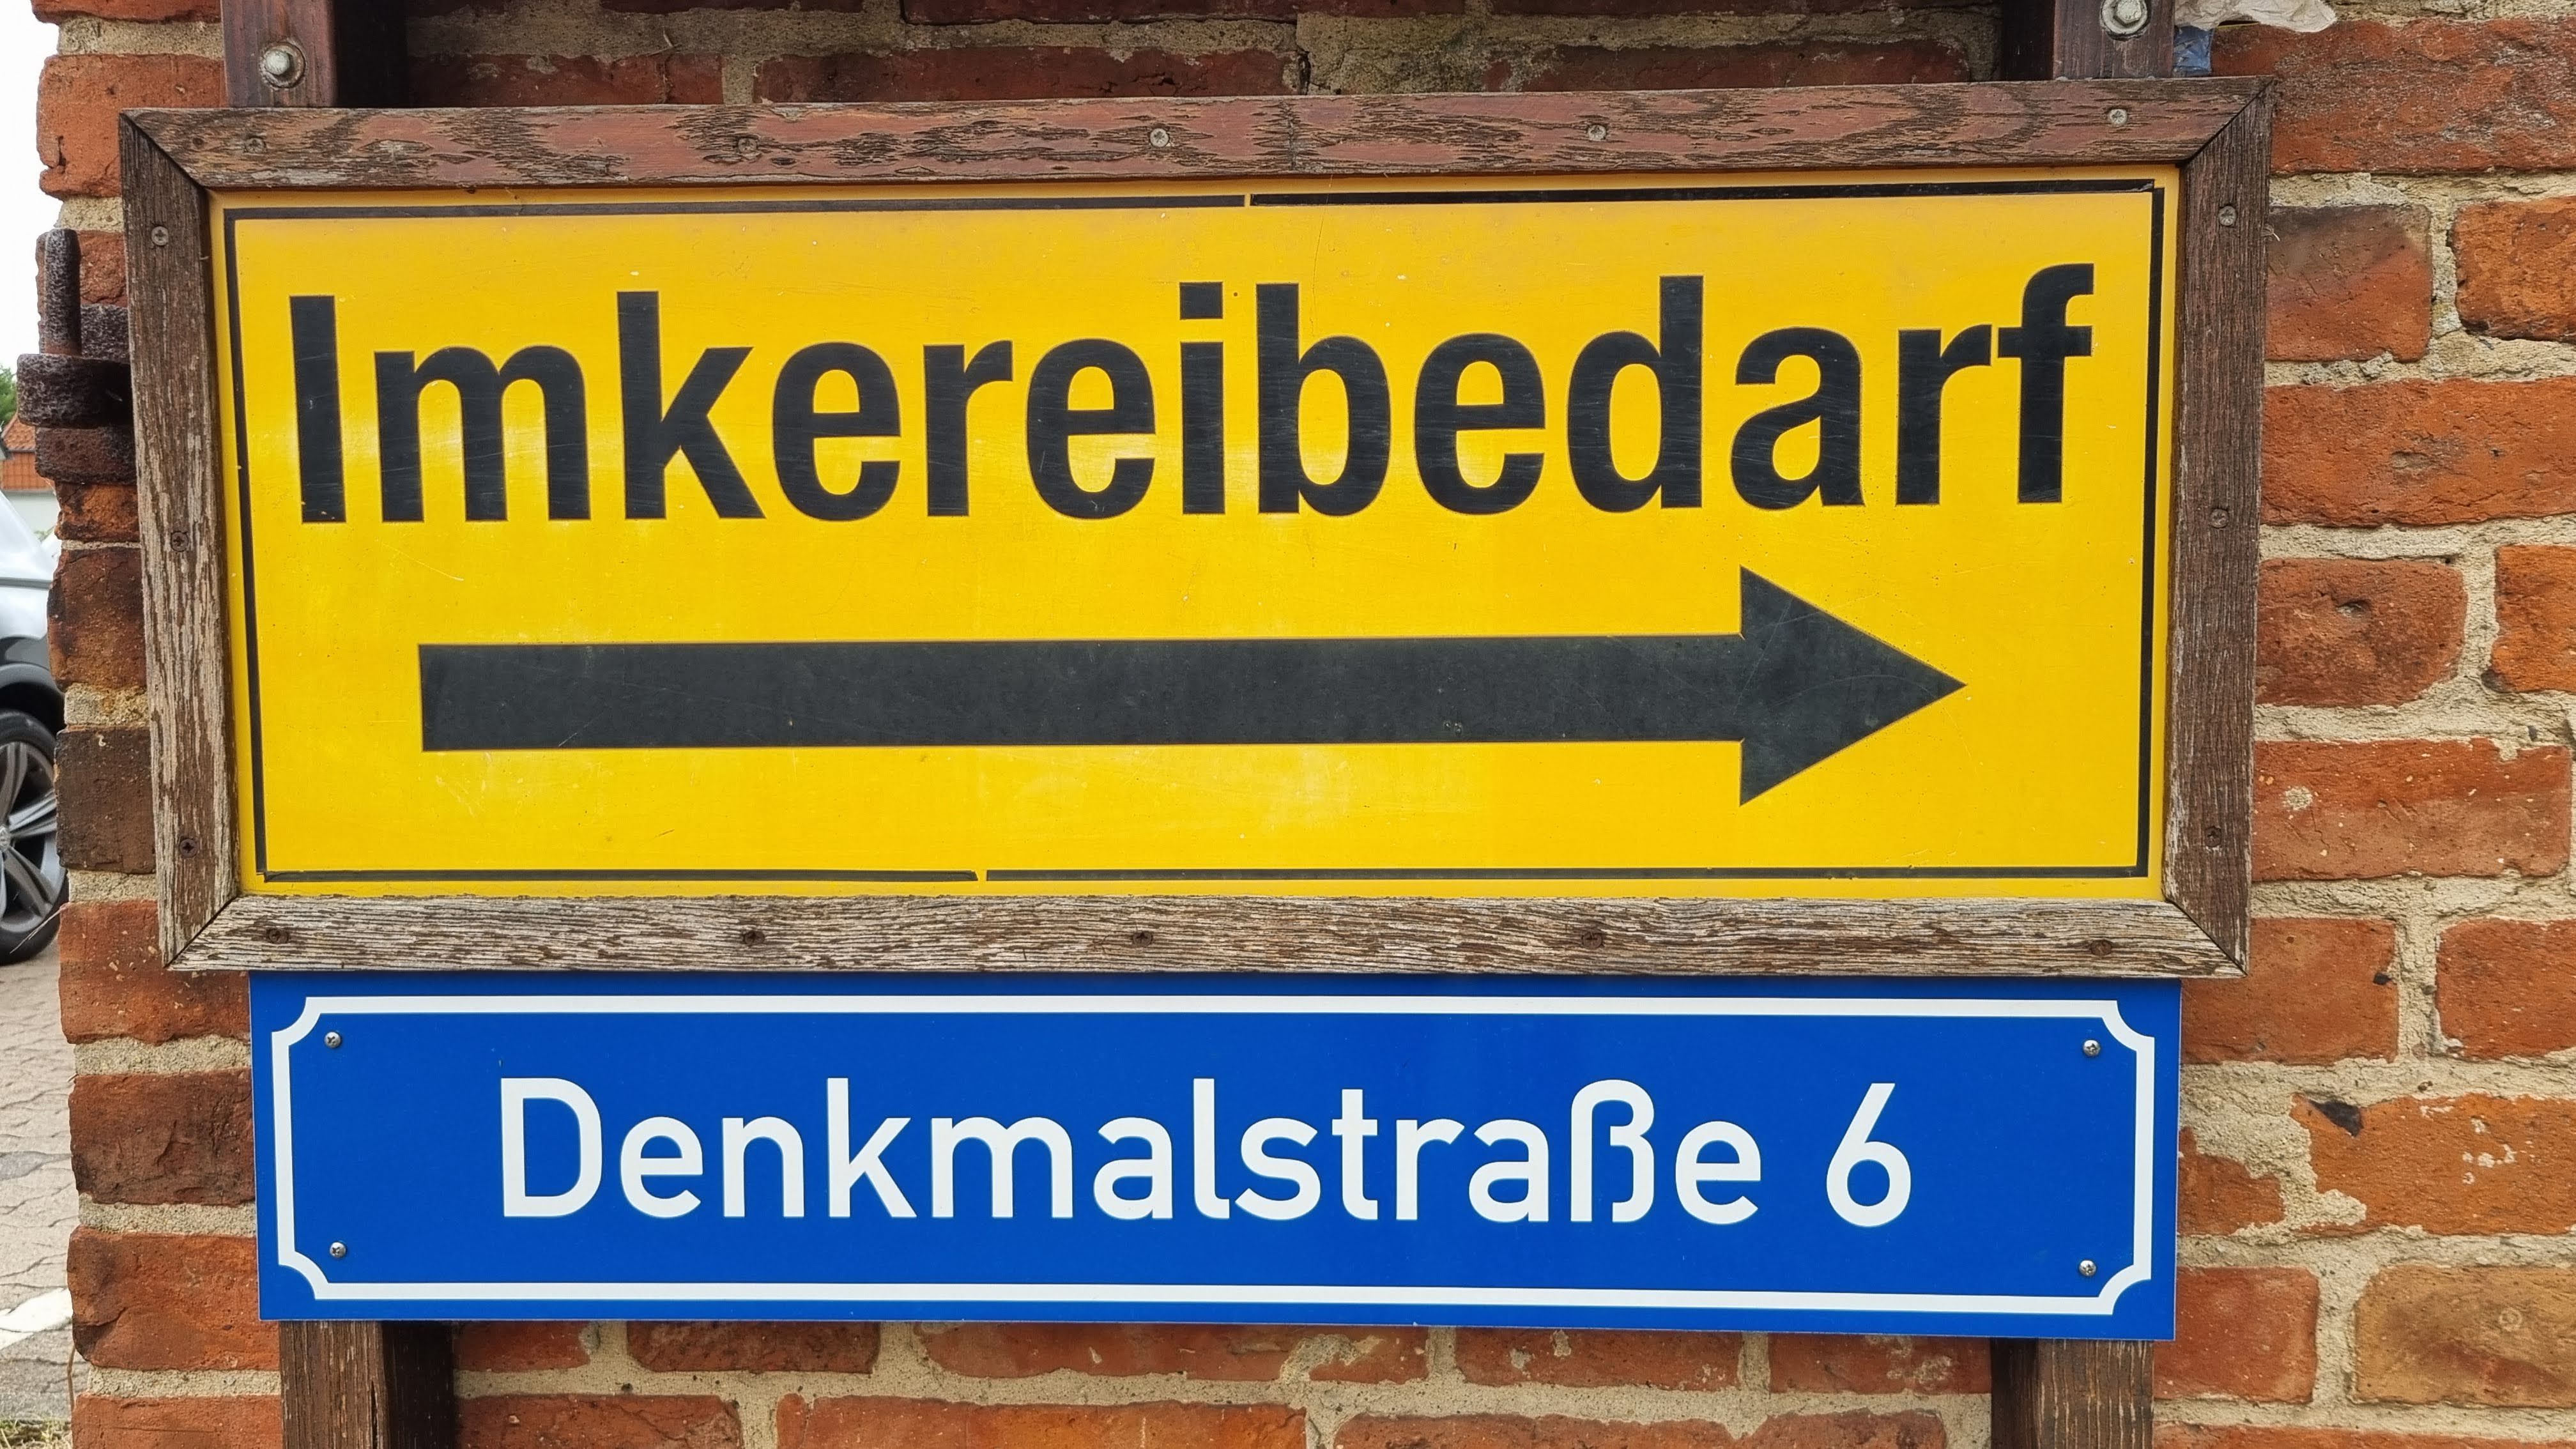 Imkereibedarf
Denkmalstraße 6